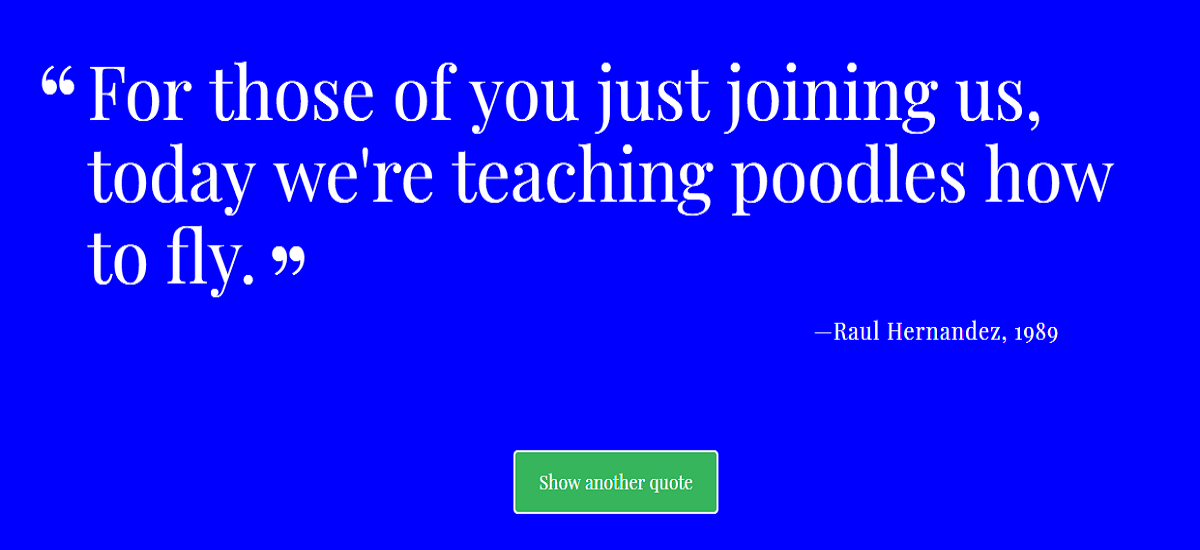 “ For those of you just joining us,
today we're teaching poodles how
to fly. ”
—Raul Hernandez, 1989
Show another quote